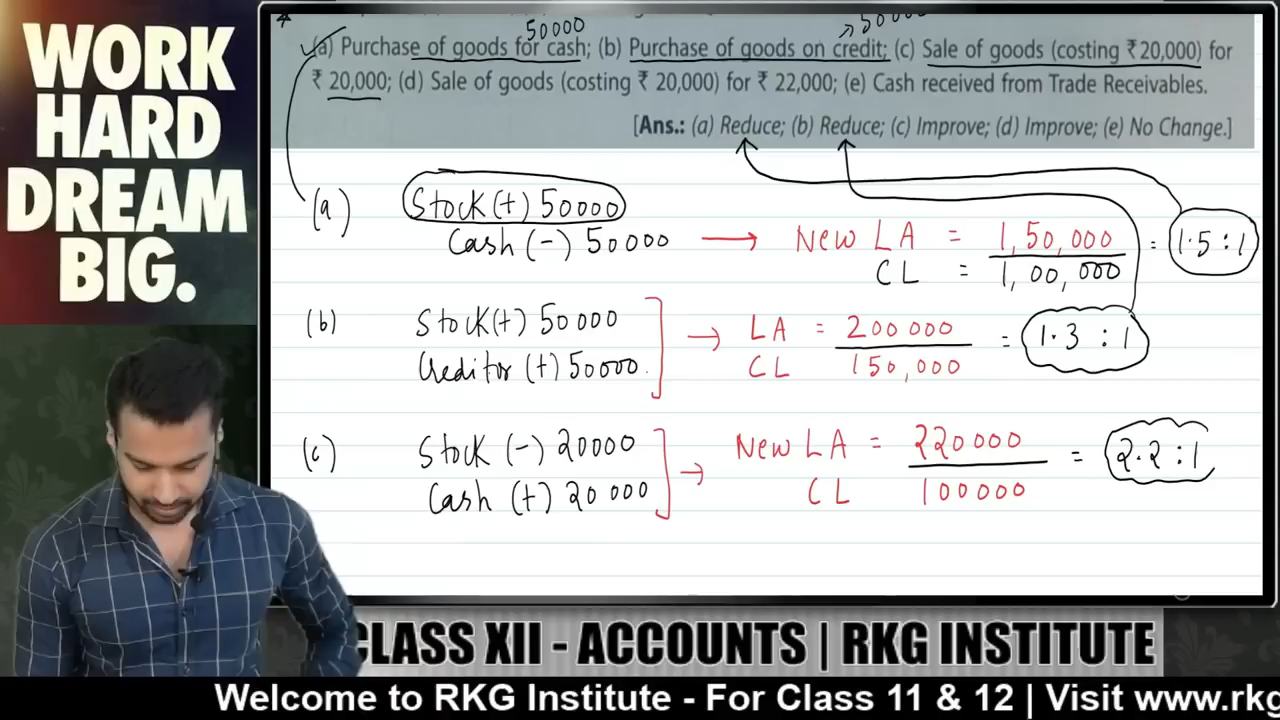 WORK
HARD
DREAM
BIG.
50000
(a) Purchase of goods for cash; (b) Purchase of goods on credit; (c) Sale of goods (costing ₹ 20,000) for
₹ 20,000; (d) Sale of goods (costing ₹ 20,000) for ₹ 22,000; (e) Cash received from Trade Receivables.
[Ans.: (a) Reduce; (b) Reduce; (c) Improve; (d) Improve; (e) No Change.]
(a) Stock (+) 50000
Cash (-) 50000 → New LA = 1,50,000 = 1.5 : 1
CL = 1,00,000
(b) Stock (+) 50000 → LA = 200000 = 1.3 : 1
Creditor (+) 50000. CL 150,000
(c) Stock (-) 20000 → New LA = 220000 = 2.2 : 1
Cash (+) 20000 CL 100000
CLASS XII - ACCOUNTS | RKG INSTITUTE
Welcome to RKG Institute - For Class 11 & 12 | Visit www.rkg